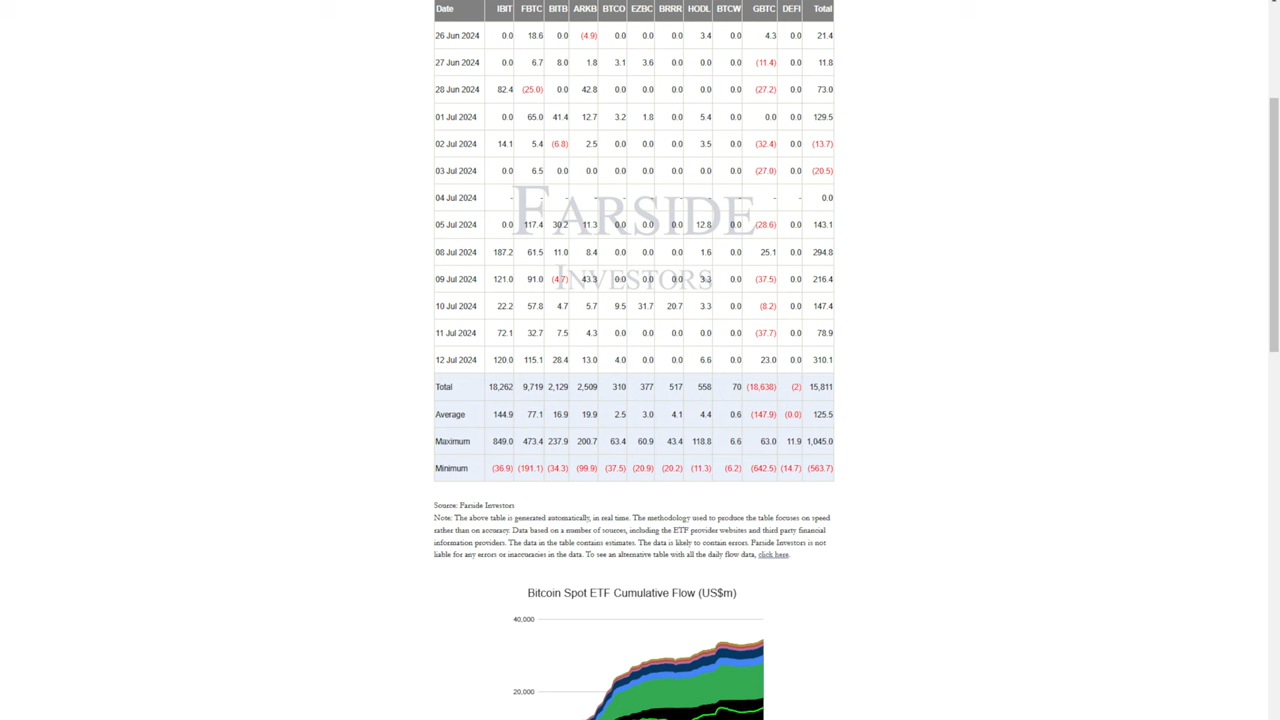 Date IBIT FBTC BITB ARKB BTCO EZBC BRRR HODL BTCW GBTC DEFI Total
26 Jun 2024 0.0 18.6 0.0 (4.9) 0.0 0.0 0.0 3.4 0.0 4.3 0.0 21.4
27 Jun 2024 0.0 6.7 8.0 1.8 3.1 3.6 0.0 0.0 0.0 (11.4) 0.0 11.8
28 Jun 2024 82.4 (25.0) 0.0 42.8 0.0 0.0 0.0 0.0 0.0 (27.2) 0.0 73.0
01 Jul 2024 0.0 65.0 41.4 12.7 3.2 1.8 0.0 5.4 0.0 0.0 0.0 129.5
02 Jul 2024 14.1 5.4 (6.8) 2.5 0.0 0.0 0.0 3.5 0.0 (32.4) 0.0 (13.7)
03 Jul 2024 0.0 6.5 0.0 0.0 0.0 0.0 0.0 0.0 0.0 (27.0) 0.0 (20.5)
04 Jul 2024 - - - - - - - - - - - 0.0
FARSIDE
05 Jul 2024 0.0 117.4 30.2 11.3 0.0 0.0 0.0 12.8 0.0 (28.6) 0.0 143.1
08 Jul 2024 187.2 61.5 11.0 8.4 0.0 0.0 0.0 1.6 0.0 25.1 0.0 294.8
INVESTORS
09 Jul 2024 121.0 91.0 (4.7) 43.3 0.0 0.0 0.0 3.3 0.0 (37.5) 0.0 216.4
10 Jul 2024 22.2 57.8 4.7 5.7 9.5 31.7 20.7 3.3 0.0 (8.2) 0.0 147.4
11 Jul 2024 72.1 32.7 7.5 4.3 0.0 0.0 0.0 0.0 0.0 (37.7) 0.0 78.9
12 Jul 2024 120.0 115.1 28.4 13.0 4.0 0.0 0.0 6.6 0.0 23.0 0.0 310.1
Total 18,262 9,719 2,129 2,509 310 377 517 558 70 (18,638) (2) 15,811
Average 144.9 77.1 16.9 19.9 2.5 3.0 4.1 4.4 0.6 (147.9) (0.0) 125.5
Maximum 849.0 473.4 237.9 200.7 63.4 60.9 43.4 118.8 6.6 63.0 11.9 1,045.0
Minimum (36.9) (191.1) (34.3) (99.9) (37.5) (20.9) (20.2) (11.3) (6.2) (642.5) (14.7) (563.7)
Source: Farside Investors
Note: The above table is generated automatically, in real time. The methodology used to produce the table focuses on speed
rather than on accuracy. Data based on a number of sources, including the ETF provider websites and third party financial
information providers. The data in the table contains estimates. The data is likely to contain errors. Farside Investors is not
liable for any errors or inaccuracies in the data. To see an alternative table with all the daily flow data, click here.
Bitcoin Spot ETF Cumulative Flow (US$m)
40,000
20,000